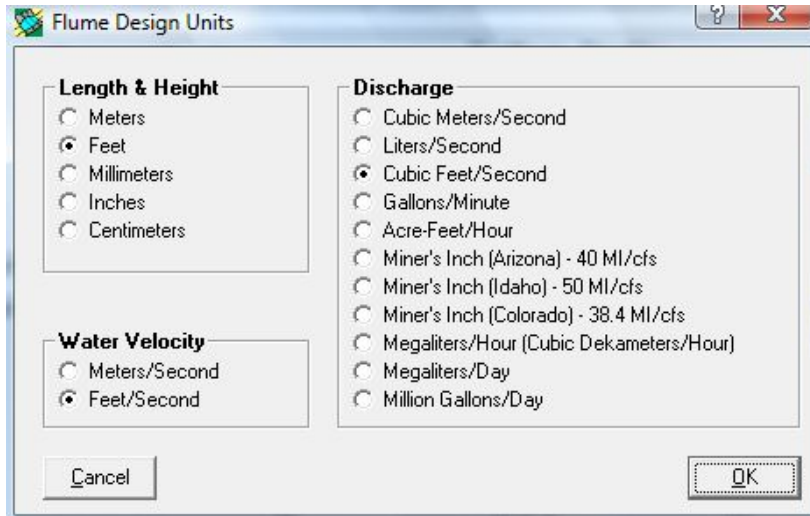 Flume Design Units
Length & Height
Meters
Feet
Millimeters
Inches
Centimeters
Water Velocity
Meters/Second
Feet/Second
Discharge
Cubic Meters/Second
Liters/Second
Cubic Feet/Second
Gallons/Minute
Acre-Feet/Hour
Miner's Inch (Arizona) - 40 MI/cfs
Miner's Inch (Idaho) - 50 MI/cfs
Miner's Inch (Colorado) - 38.4 MI/cfs
Megaliters/Hour (Cubic Dekameters/Hour)
Megaliters/Day
Million Gallons/Day
Cancel
OK